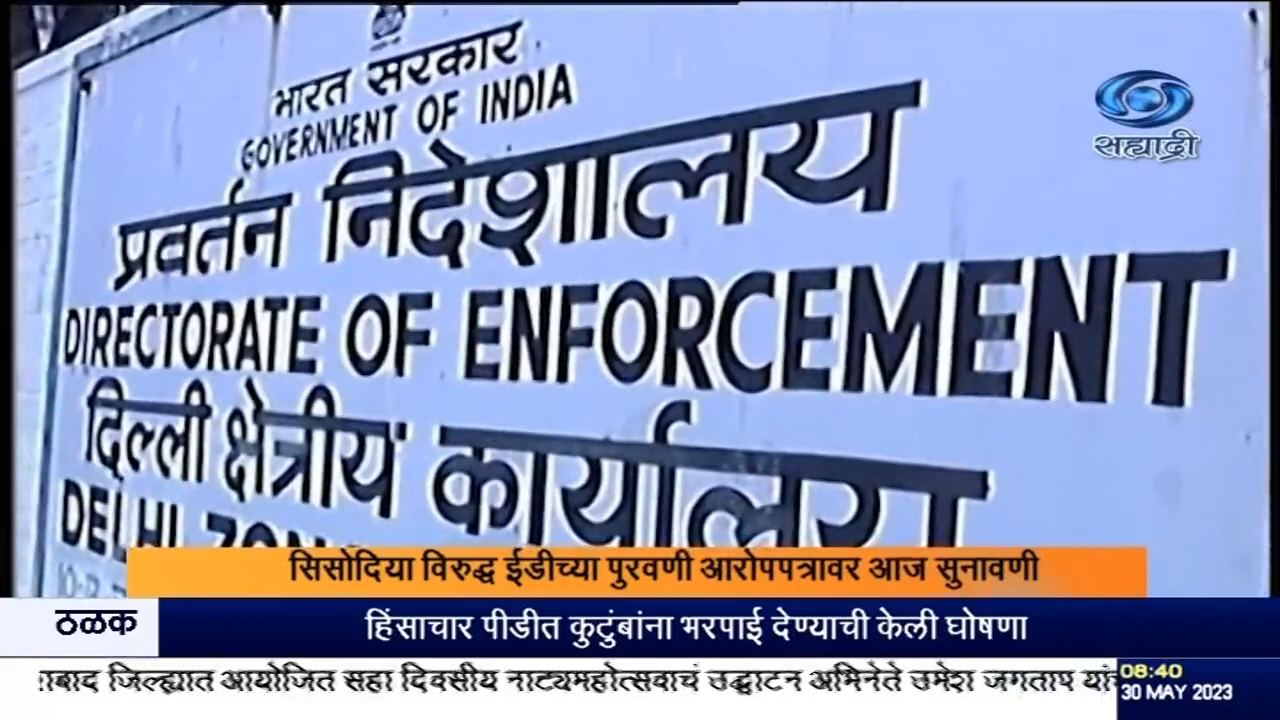 भारत सरकार
GOVERNMENT OF INDIA
प्रवर्तन निदेशालय
DIRECTORATE OF ENFORCEMENT
दिल्ली क्षेत्रीय कार्यालय
DELHI
सह्याद्री
सिसोदिया विरुद्ध ईडीच्या पुरवणी आरोपपत्रावर आज सुनावणी
ठळक
हिंसाचार पीडीत कुटुंबांना भरपाई देण्याची केली घोषणा
जिल्ह्यात आयोजित सहा दिवसीय नाट्यमहोत्सवाचं उद्घाटन अभिनेते उमेश जगताप
08:40
30 MAY 2023